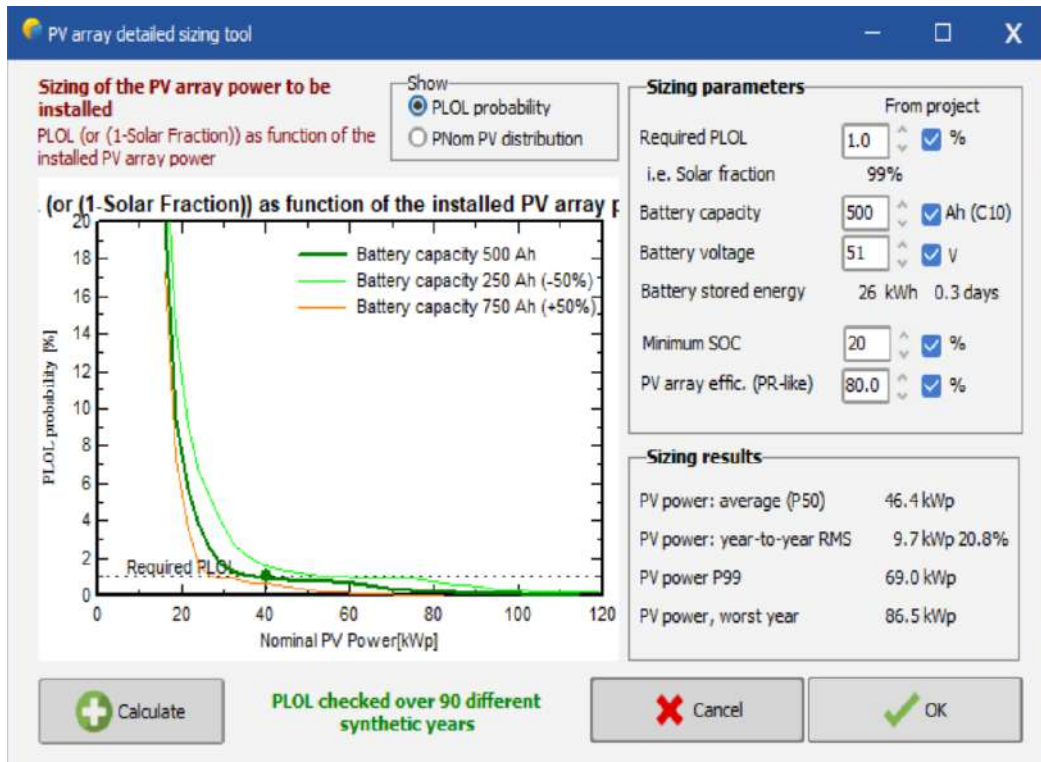 PV array detailed sizing tool
Sizing of the PV array power to be
installed
PLOL (or (1-Solar Fraction)) as function of the
installed PV array power
Show
PLOL probability
PNom PV distribution
(or (1-Solar Fraction)) as function of the installed PV array p
20
18
16
14
12
10
8
6
4
2
0
PLOL probability [%]
Battery capacity 500 Ah
Battery capacity 250 Ah (-50%)
Battery capacity 750 Ah (+50%)
Required PLOL
0 20 40 60 80 100 120
Nominal PV Power[kWp]
Sizing parameters
From project
Required PLOL 1.0 %
i.e. Solar fraction 99%
Battery capacity 500 Ah (C10)
Battery voltage 51 V
Battery stored energy 26 kWh 0.3 days
Minimum SOC 20 %
PV array effic. (PR-like) 80.0 %
Sizing results
PV power: average (P50) 46.4 kWp
PV power: year-to-year RMS 9.7 kWp 20.8%
PV power P99 69.0 kWp
PV power, worst year 86.5 kWp
Calculate
PLOL checked over 90 different
synthetic years
Cancel
OK